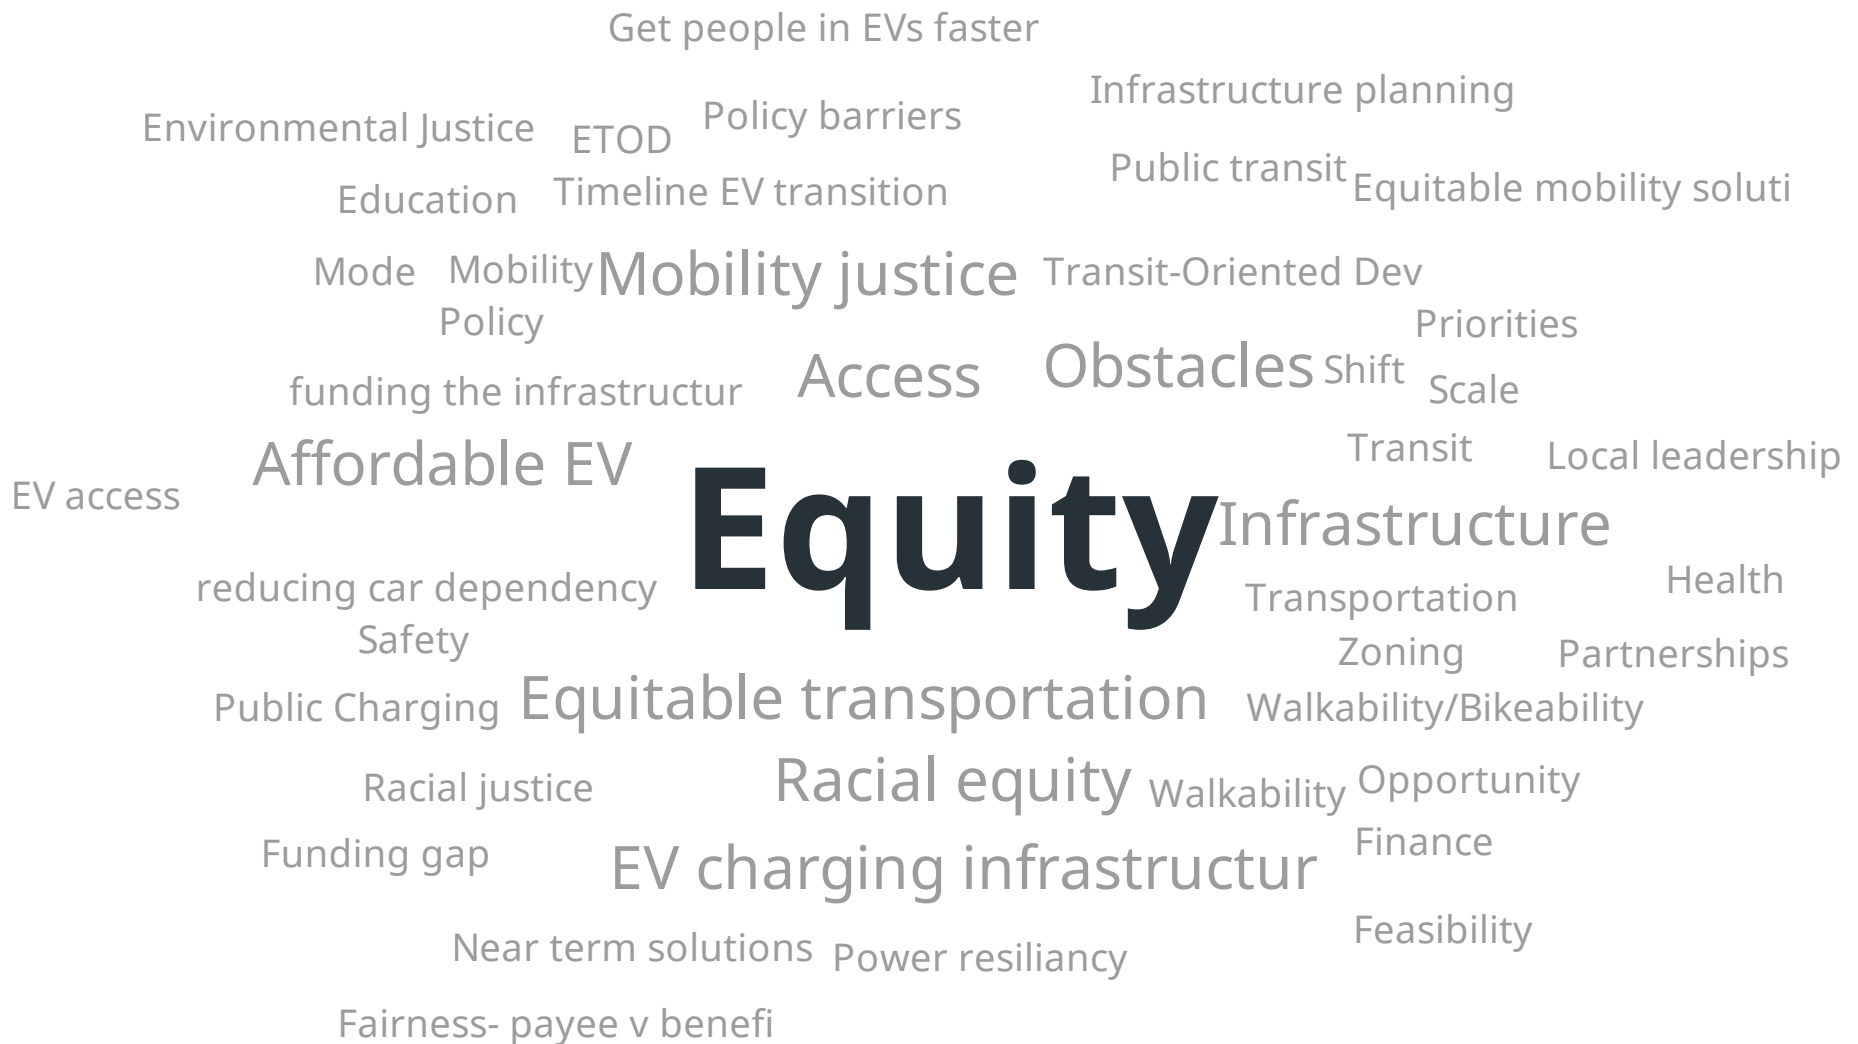 Get people in EVs faster
Infrastructure planning
Environmental Justice
ETOD
Policy barriers
Public transit
Equitable mobility soluti
Education
Timeline EV transition
Mode
Mobility
Mobility justice
Transit-Oriented Dev
Policy
Priorities
funding the infrastructur
Access
Obstacles
Shift
Scale
Affordable EV
Transit
Local leadership
EV access
Equity
Infrastructure
reducing car dependency
Transportation
Health
Safety
Zoning
Partnerships
Public Charging
Equitable transportation
Walkability/Bikeability
Racial justice
Racial equity
Walkability
Opportunity
Funding gap
EV charging infrastructur
Finance
Near term solutions
Power resiliancy
Feasibility
Fairness- payee v benefi